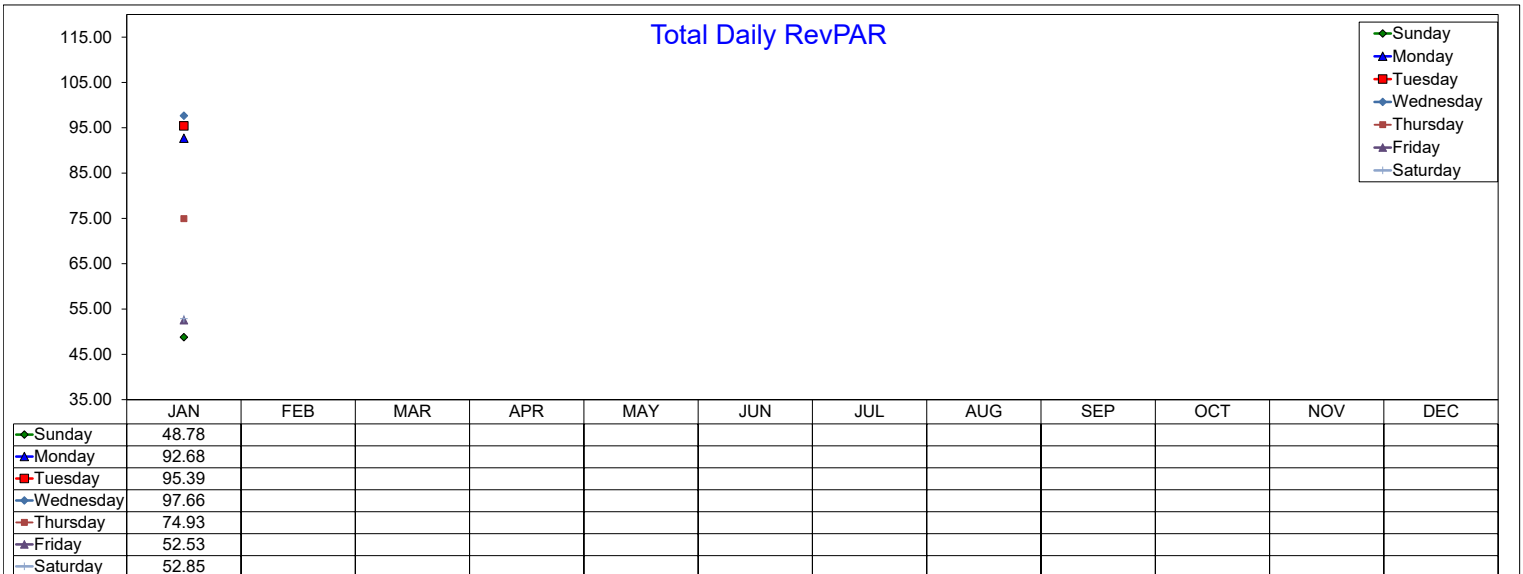 Total Daily RevPAR
115.00
105.00
95.00
85.00
75.00
65.00
55.00
45.00
35.00
Sunday
Monday
Tuesday
Wednesday
Thursday
Friday
Saturday
JAN FEB MAR APR MAY JUN JUL AUG SEP OCT NOV DEC
Sunday 48.78
Monday 92.68
Tuesday 95.39
Wednesday 97.66
Thursday 74.93
Friday 52.53
Saturday 52.85